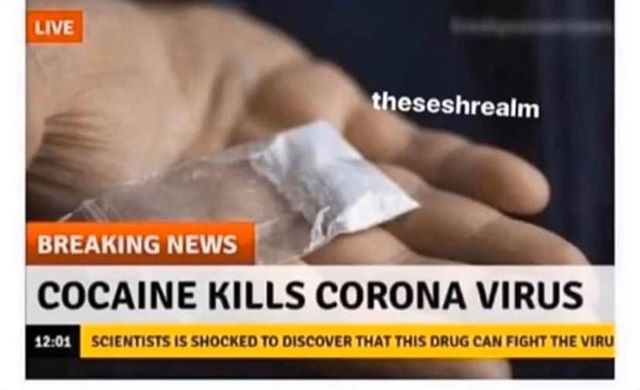 LIVE
theseshrealm
BREAKING NEWS
COCAINE KILLS CORONA VIRUS
12:01 SCIENTISTS IS SHOCKED TO DISCOVER THAT THIS DRUG CAN FIGHT THE VIRU